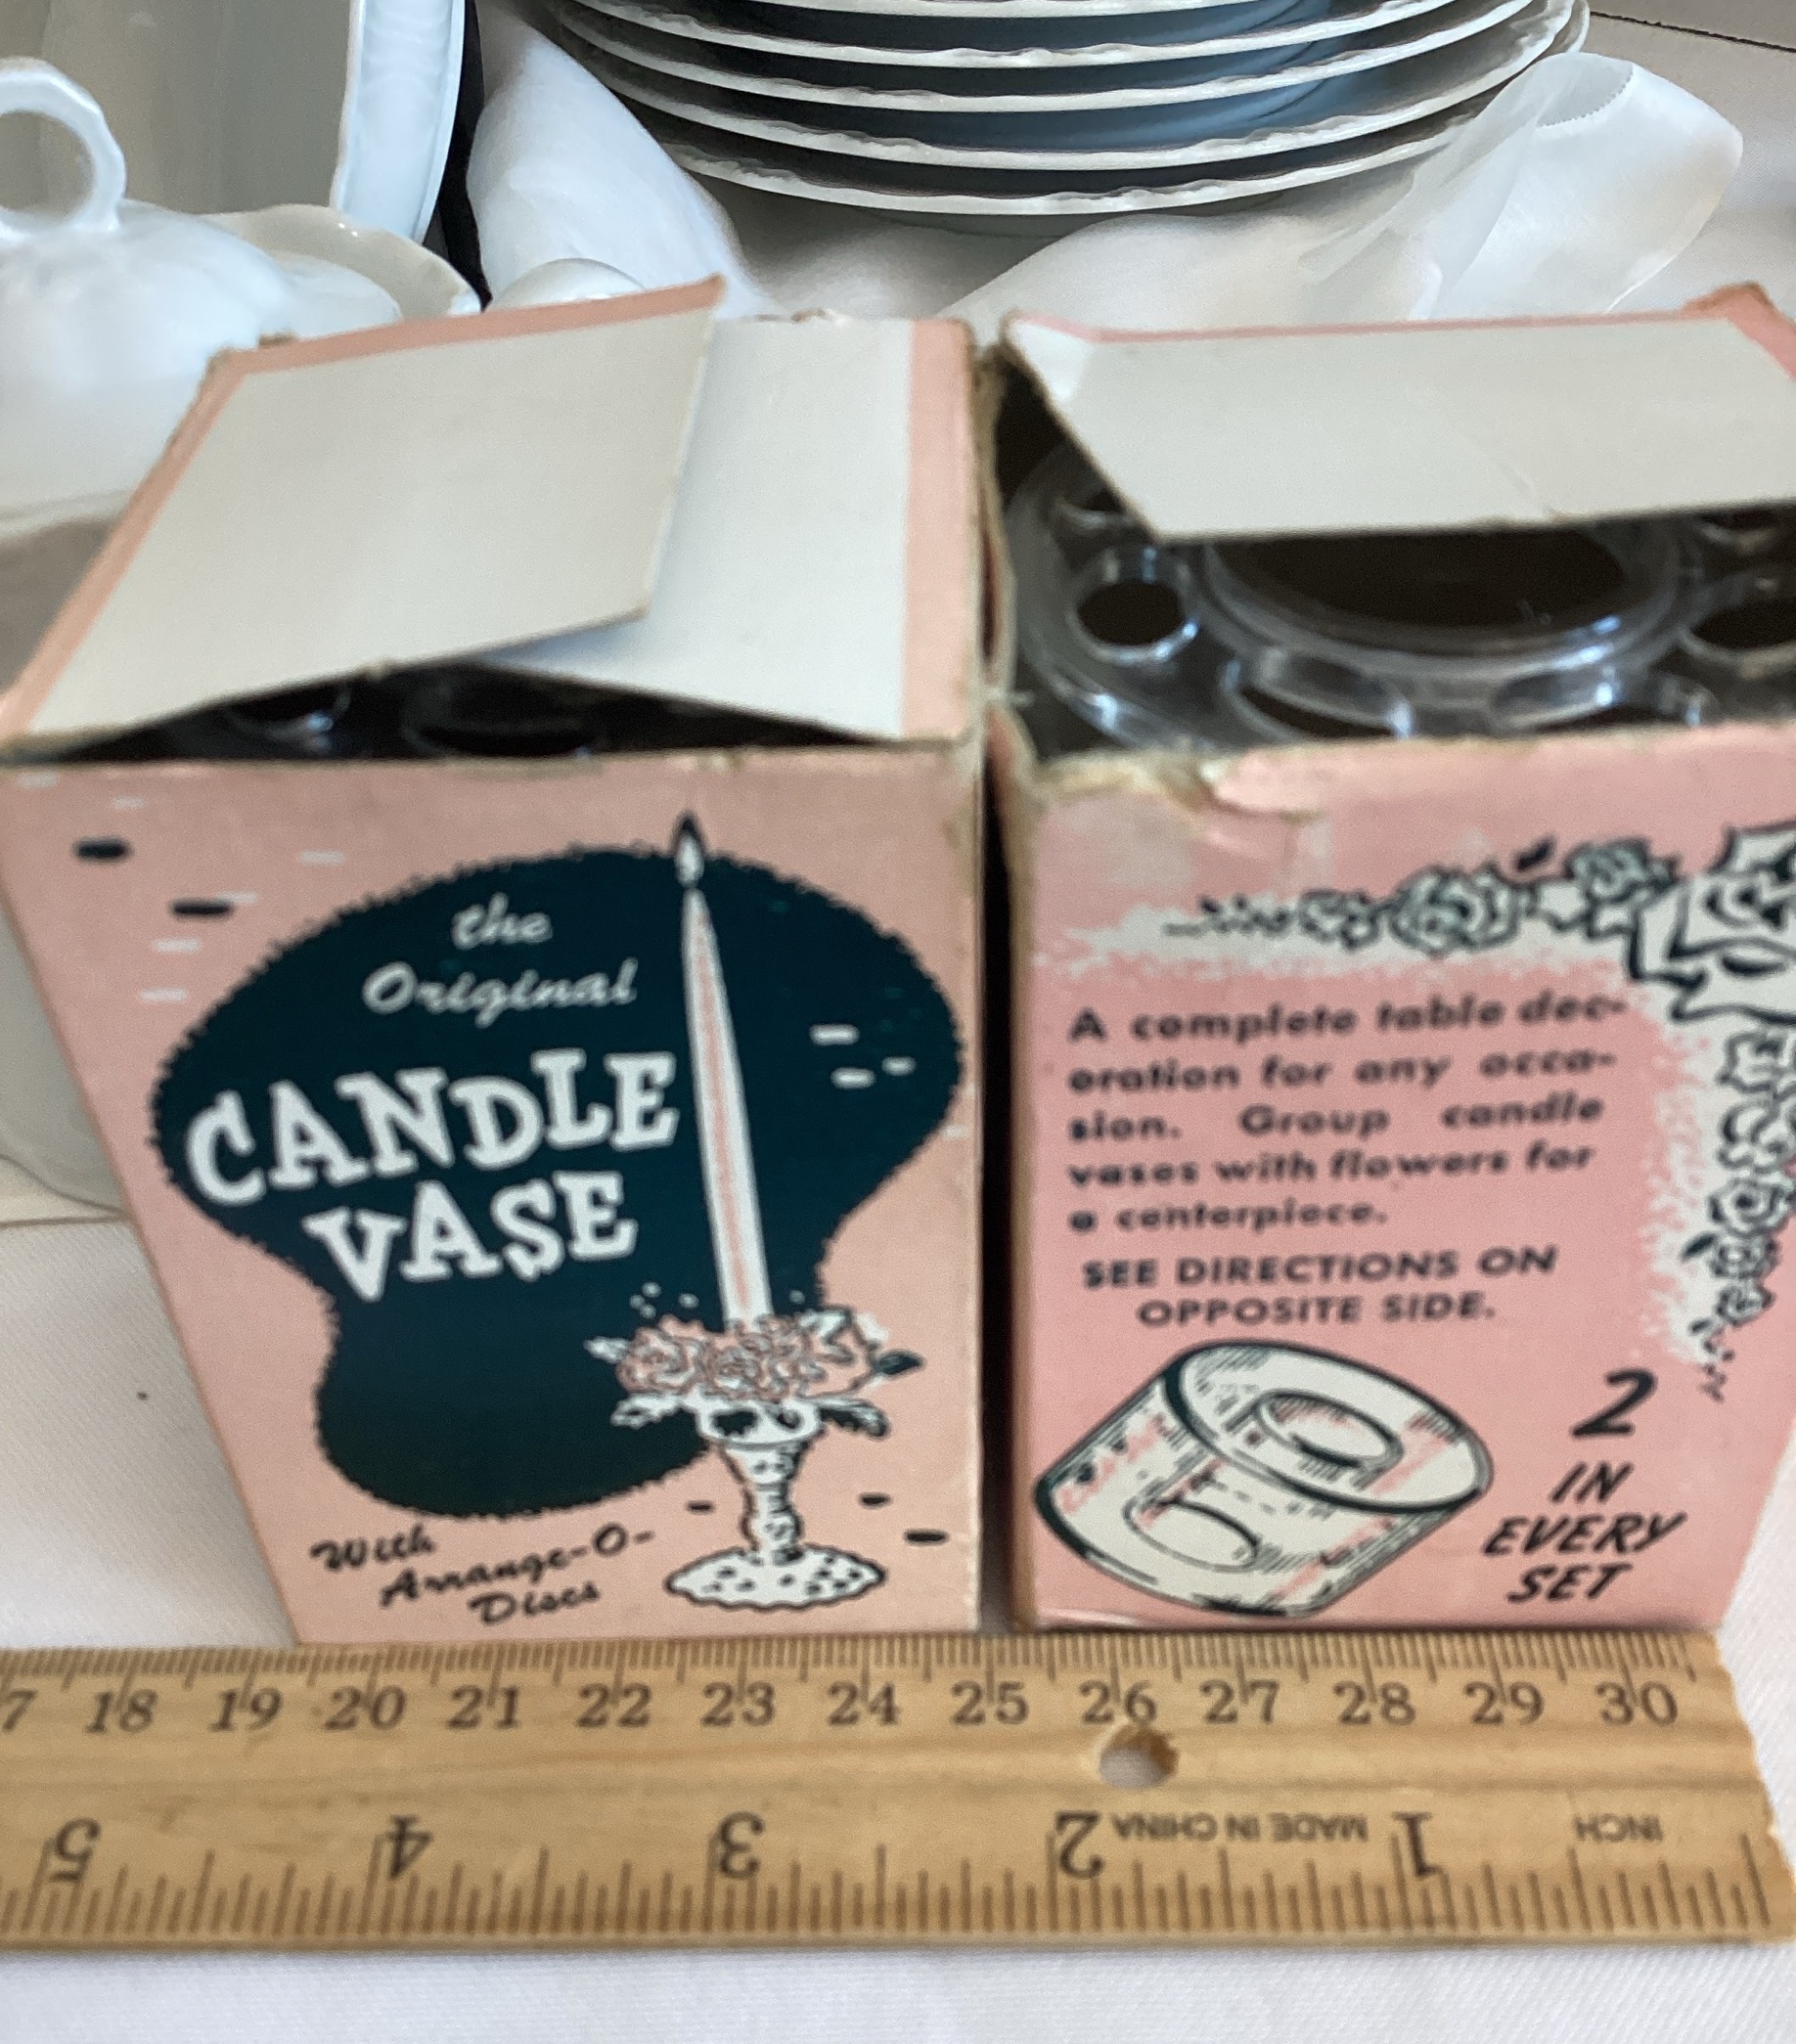 the
Original
CANDLE
VASE
With
Arrange-O-
Discs
A complete table dec-
oration for any occa-
sion. Group candle
vases with flowers for
a centerpiece.
SEE DIRECTIONS ON
OPPOSITE SIDE.
2
IN
EVERY
SET
7 18 19 20 21 22 23 24 25 26 27 28 29 30
INCH 1 MADE IN CHINA 2 3 4 5